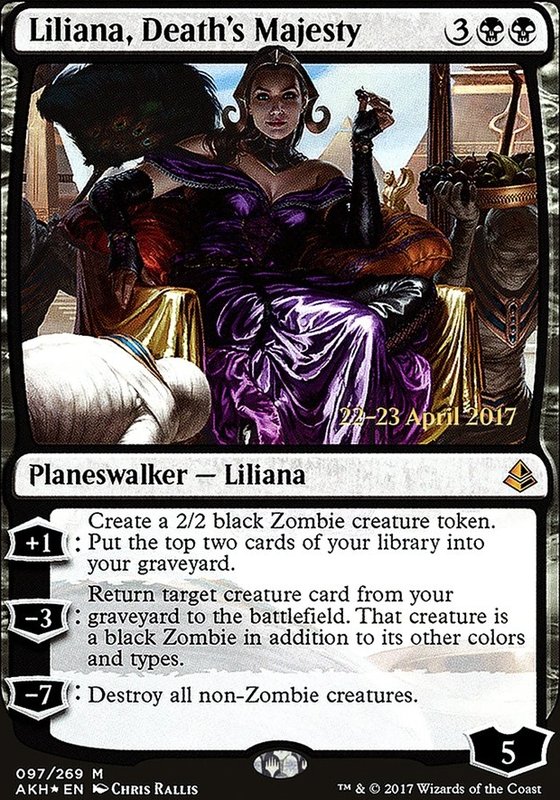 Liliana, Death's Majesty 3
22-23 April 2017
Planeswalker — Liliana
Create a 2/2 black Zombie creature token.
+1: Put the top two cards of your library into
your graveyard.
Return target creature card from your
-3: graveyard to the battlefield. That creature is
a black Zombie in addition to its other colors
and types.
-7: Destroy all non-Zombie creatures.
5
097/269 M
AKH★EN Chris Rallis
™ & © 2017 Wizards of the Coast